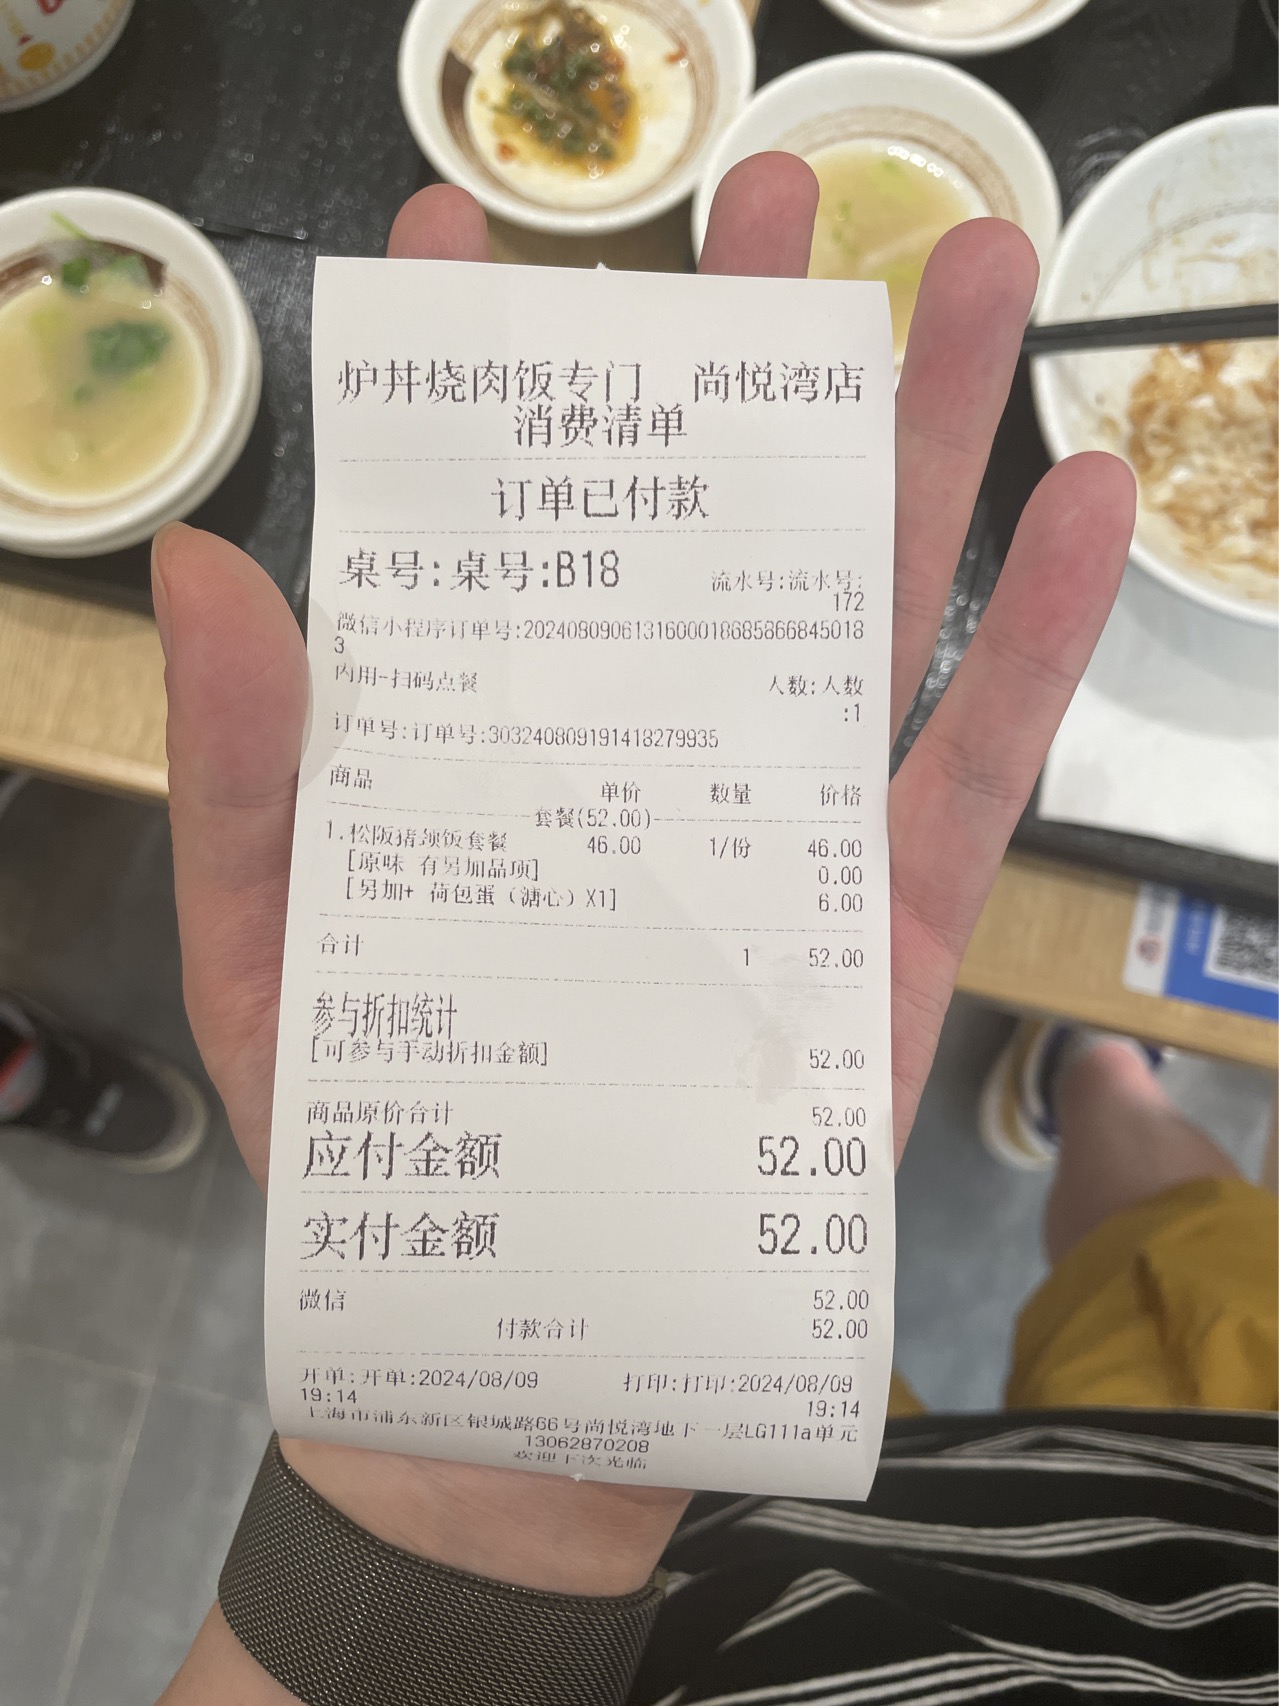 炉丼烧肉饭专门 尚悦湾店
消费清单
订单已付款
桌号:桌号:B18 流水号:流水号:
172
微信小程序订单号:202408090613160001868586684501 8
3
内用-扫码点餐 人数:人数
:1
订单号:订单号:303240809191418279935
商品 单价 数量 价格
套餐(52.00)
1.松阪猪颈饭套餐 46.00 1/份 46.00
[原味 有另加品项] 0.00
[另加+ 荷包蛋（溏心）X1] 6.00
合计 1 52.00
参与折扣统计
[可参与手动折扣金额] 52.00
商品原价合计 52.00
应付金额 52.00
实付金额 52.00
微信 52.00
付款合计 52.00
开单:开单:2024/08/09 打印:打印:2024/08/09
19:14 19:14
上海市浦东新区银城路66号尚悦湾地下一层LG111a单元
13062870208
欢迎下次光临